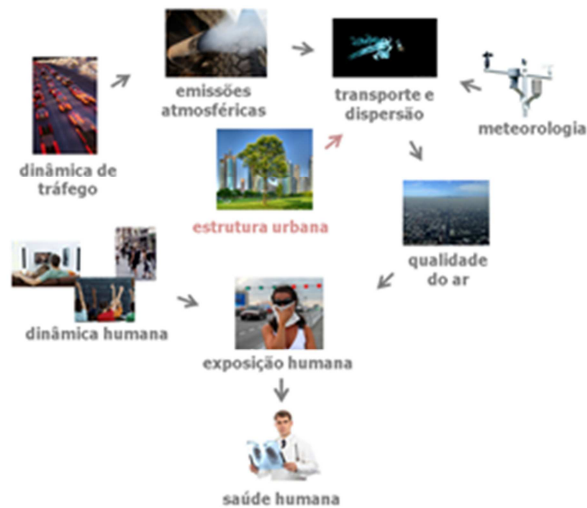 emissões
atmosféricas
transporte e
dispersão
meteorologia
dinâmica de
tráfego
estrutura urbana
qualidade
do ar
dinâmica humana
exposição humana
saúde humana